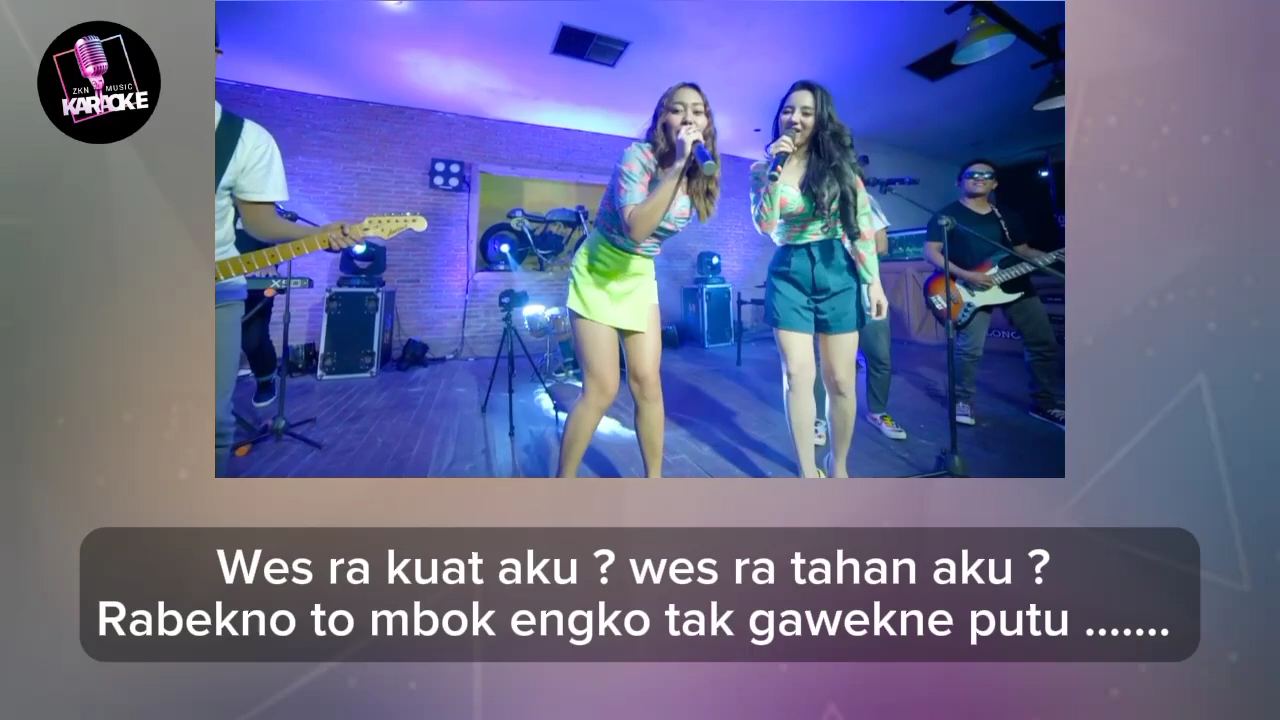 ZKN MUSIC
KARAOKE
Wes ra kuat aku ? wes ra tahan aku ?
Rabekno to mbok engko tak gawekne putu .......